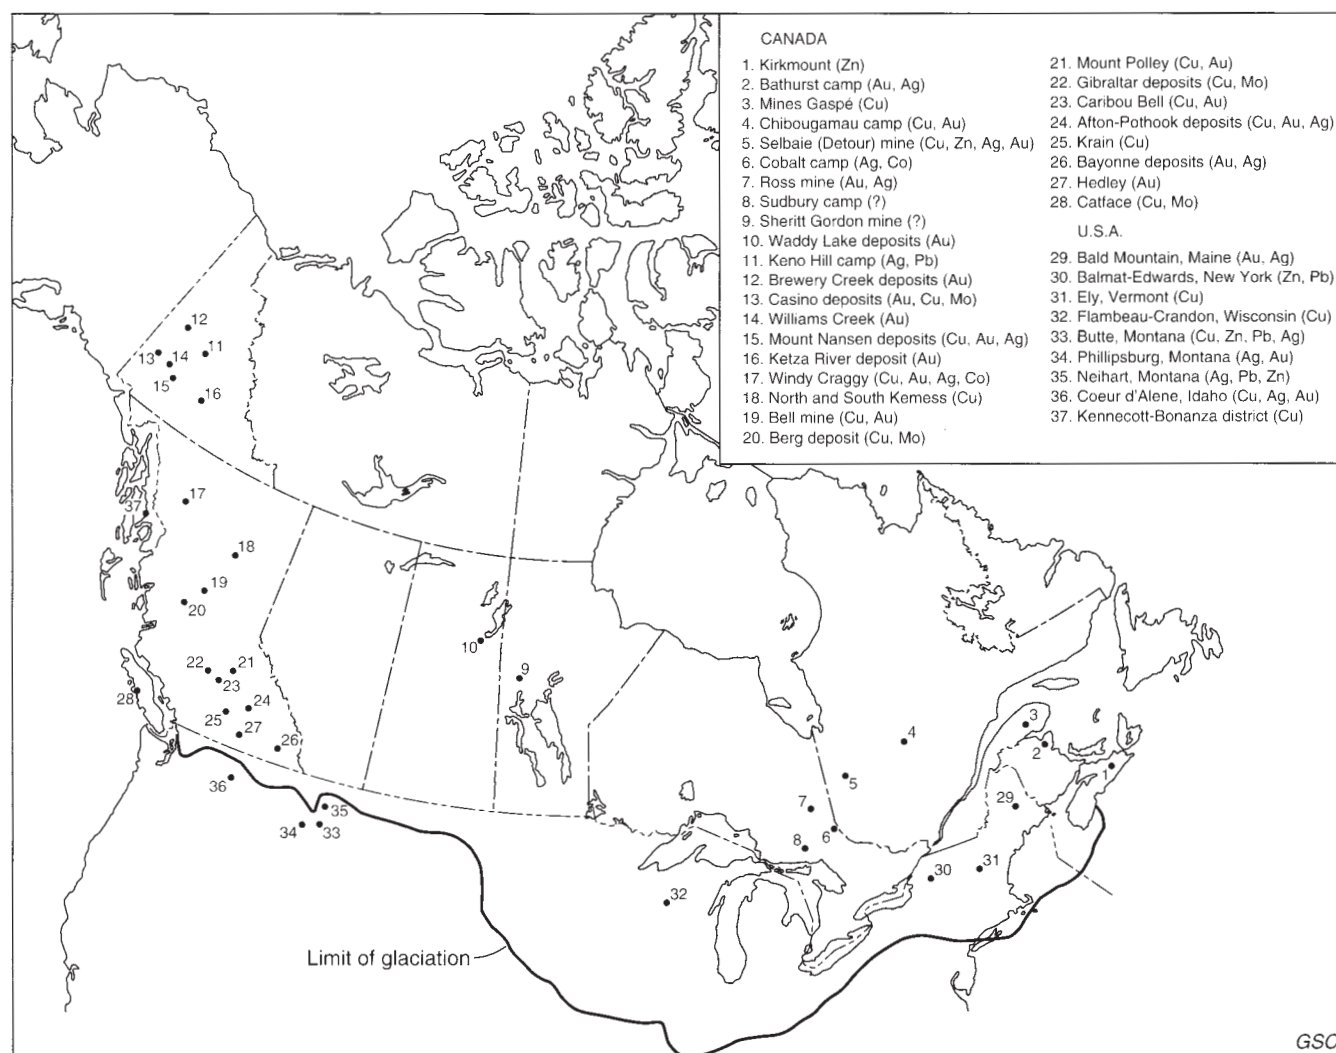 CANADA
1. Kirkmount (Zn)
2. Bathurst camp (Au, Ag)
3. Mines Gaspé (Cu)
4. Chibougamau camp (Cu, Au)
5. Selbaie (Detour) mine (Cu, Zn, Ag, Au)
6. Cobalt camp (Ag, Co)
7. Ross mine (Au, Ag)
8. Sudbury camp (?)
9. Sheritt Gordon mine (?)
10. Waddy Lake deposits (Au)
11. Keno Hill camp (Ag, Pb)
12. Brewery Creek deposits (Au)
13. Casino deposits (Au, Cu, Mo)
14. Williams Creek (Au)
15. Mount Nansen deposits (Cu, Au, Ag)
16. Ketza River deposit (Au)
17. Windy Craggy (Cu, Au, Ag, Co)
18. North and South Kemess (Cu)
19. Bell mine (Cu, Au)
20. Berg deposit (Cu, Mo)
21. Mount Polley (Cu, Au)
22. Gibraltar deposits (Cu, Mo)
23. Caribou Bell (Cu, Au)
24. Afton-Pothook deposits (Cu, Au, Ag)
25. Krain (Cu)
26. Bayonne deposits (Au, Ag)
27. Hedley (Au)
28. Catface (Cu, Mo)
U.S.A.
29. Bald Mountain, Maine (Au, Ag)
30. Balmat-Edwards, New York (Zn, Pb)
31. Ely, Vermont (Cu)
32. Flambeau-Crandon, Wisconsin (Cu)
33. Butte, Montana (Cu, Zn, Pb, Ag)
34. Phillipsburg, Montana (Ag, Au)
35. Neihart, Montana (Ag, Pb, Zn)
36. Coeur d'Alene, Idaho (Cu, Ag, Au)
37. Kennecott-Bonanza district (Cu)
12
13
14
11
15
16
17
37
18
19
20
10
22
21
9
23
28
24
25
3
27
4
26
2
1
36
5
35
7
29
34
33
6
8
31
30
32
Limit of glaciation
GSC